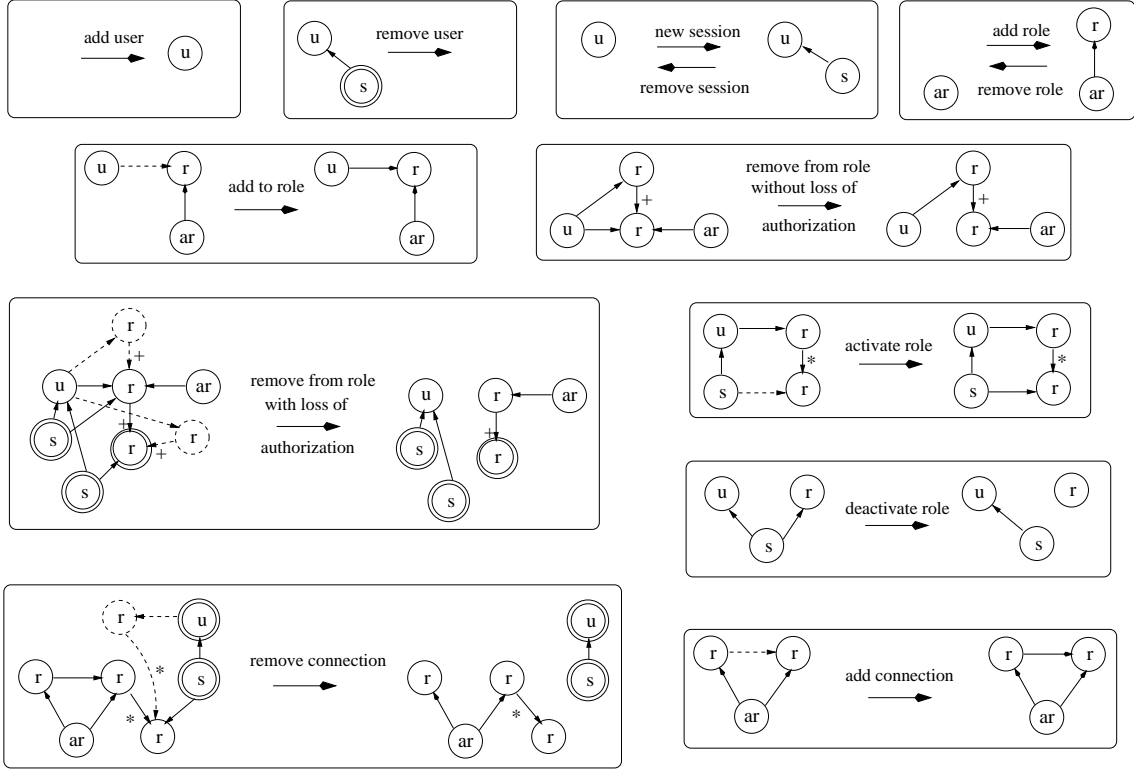 add user
u
u
s
remove user
u
new session
remove session
u
s
ar
add role
remove role
r
ar
u
r
ar
add to role
u
r
ar
r
+
u
r
ar
remove from role
without loss of
authorization
r
+
u
r
ar
r
+
u
r
ar
s
+
r
r
+
s
remove from role
with loss of
authorization
u
r
ar
s
+
r
s
u
r
*
s
r
activate role
u
r
*
s
r
u
r
s
deactivate role
u
r
s
r
u
*
r
r
s
*
ar
r
remove connection
u
s
r
r
*
ar
r
r
r
ar
add connection
r
r
ar